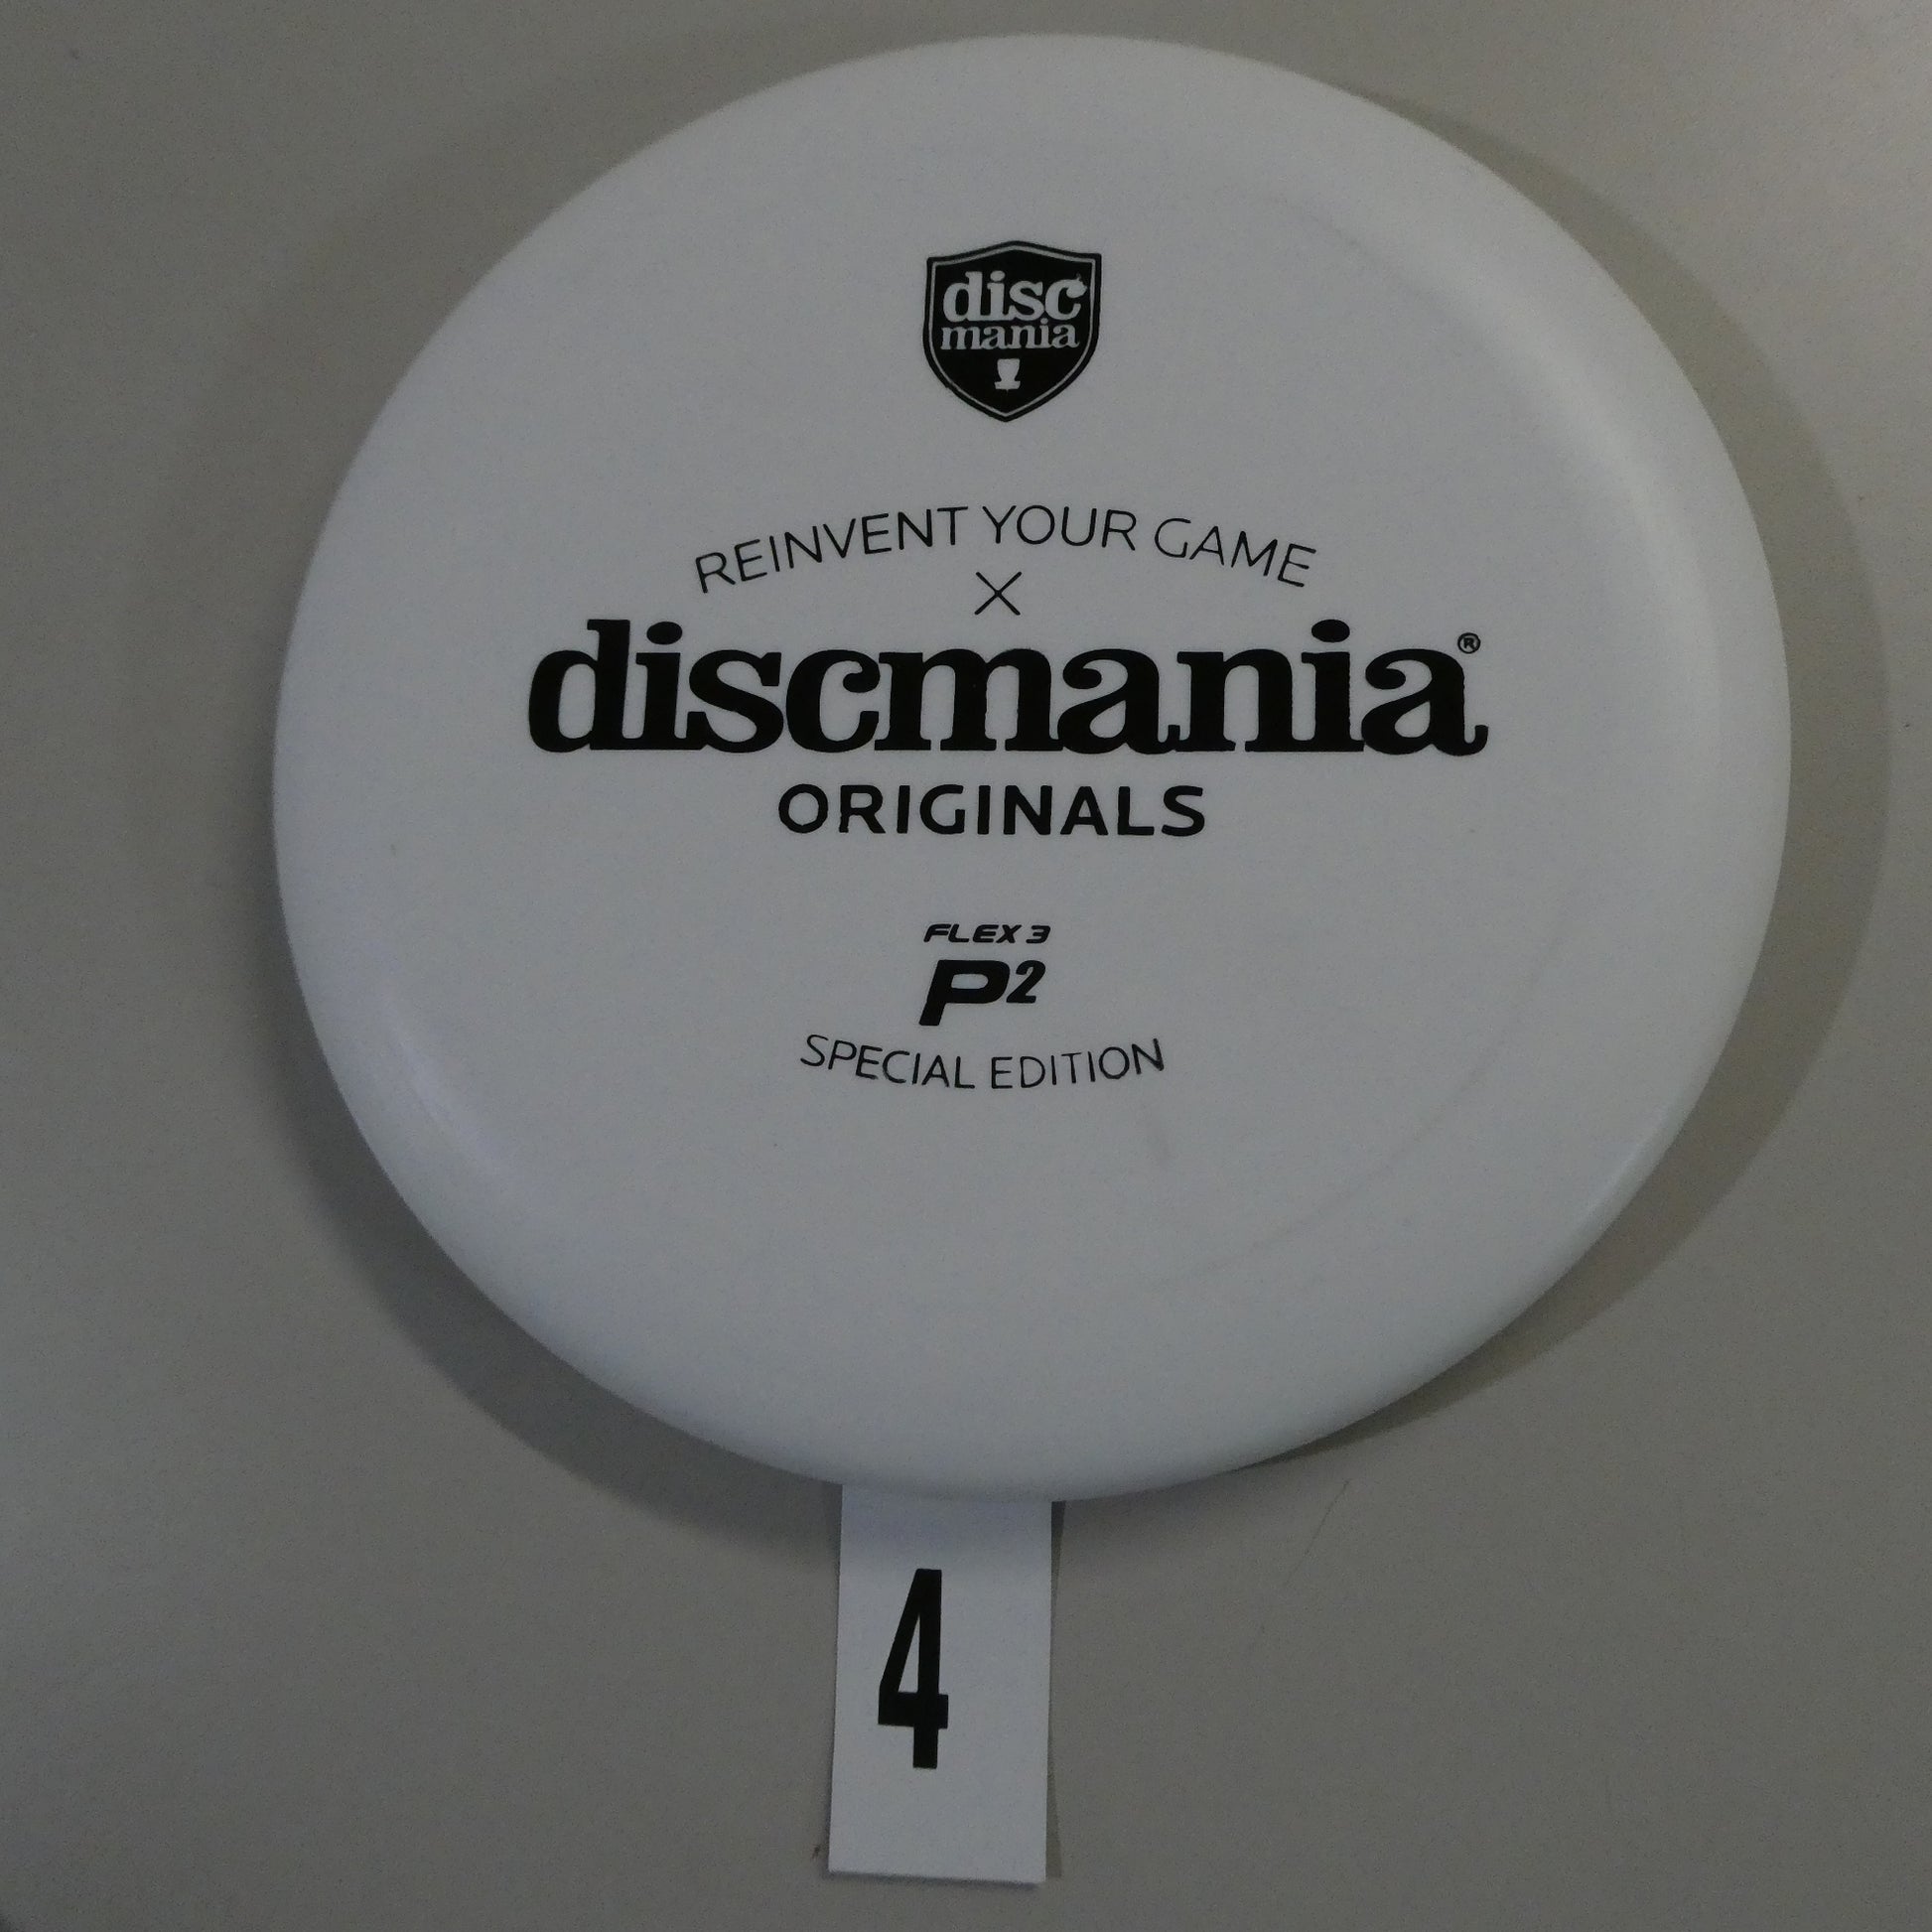 disc
mania
REINVENT YOUR GAME
X
discmania®
ORIGINALS
FLEX 3
P2
SPECIAL EDITION
4